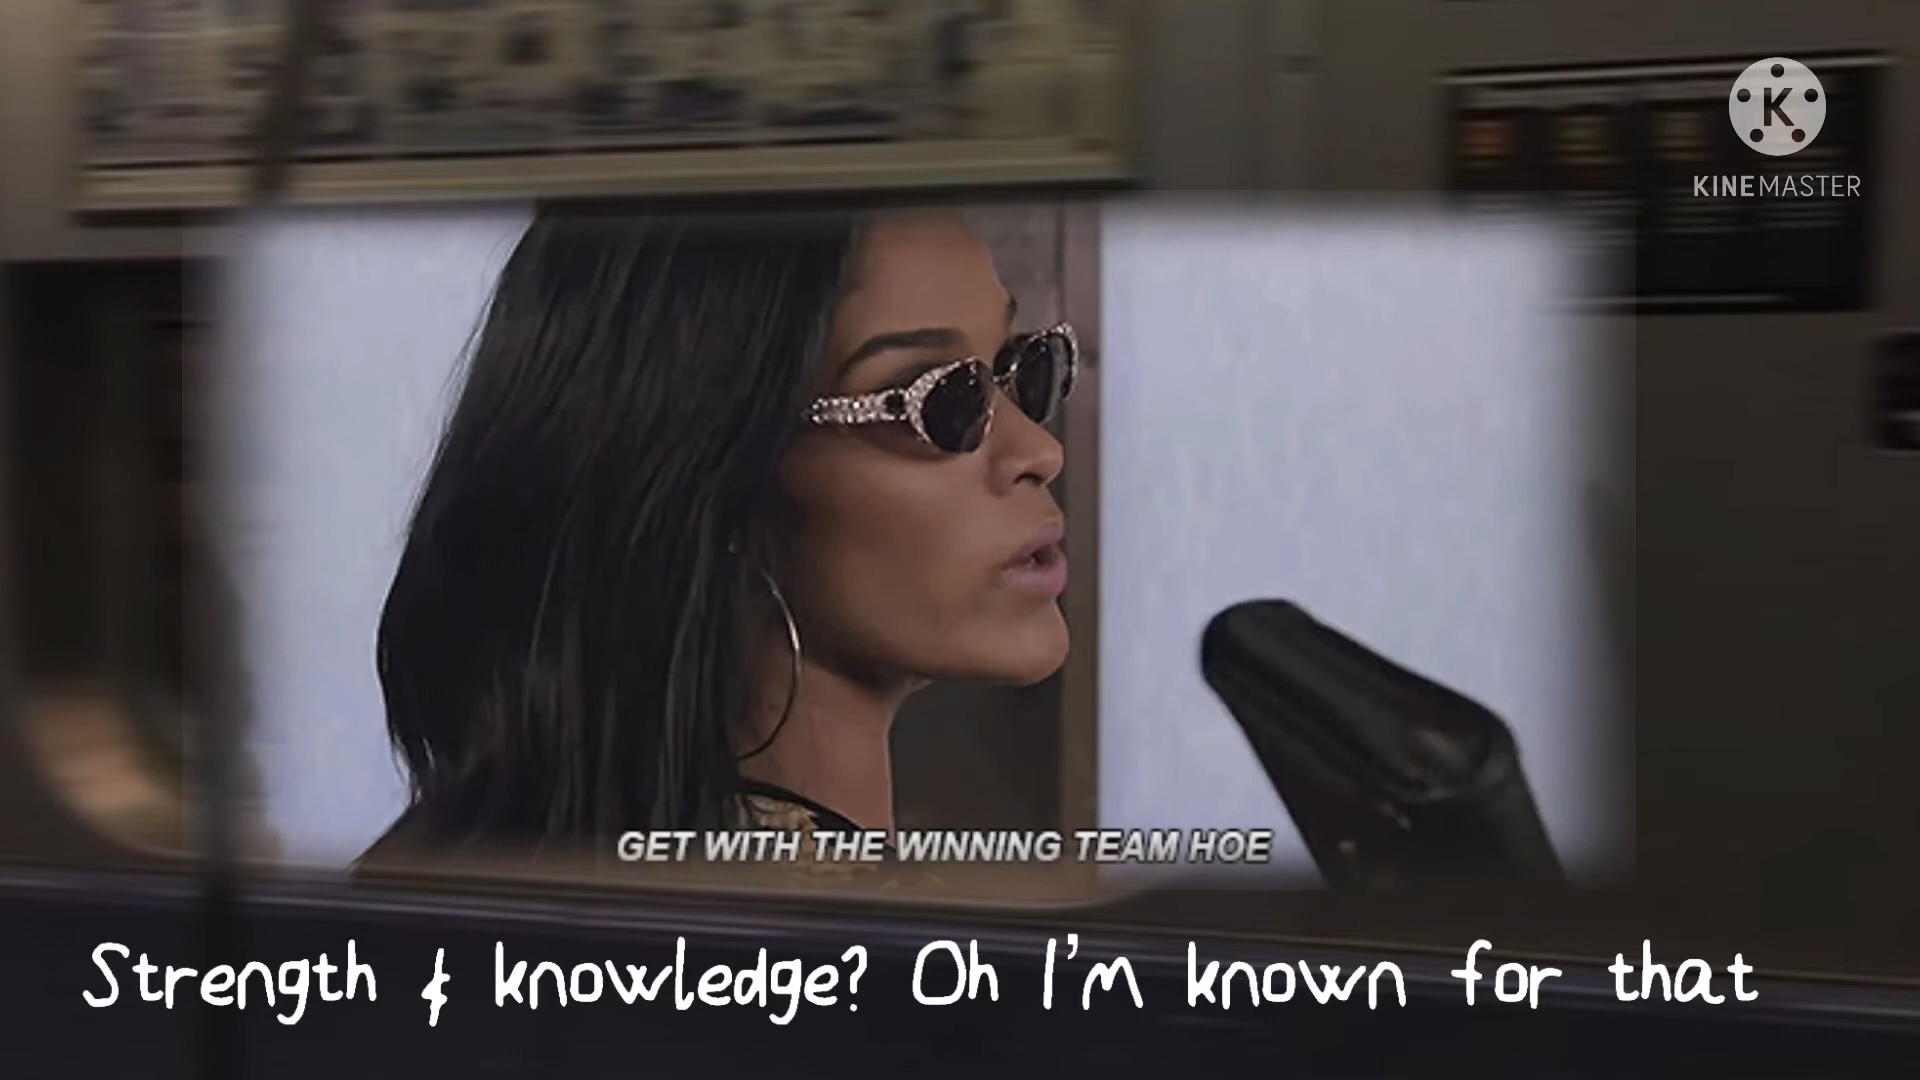 K
KINEMASTER
GET WITH THE WINNING TEAM HOE
Strength & knowledge? Oh I'm known for that